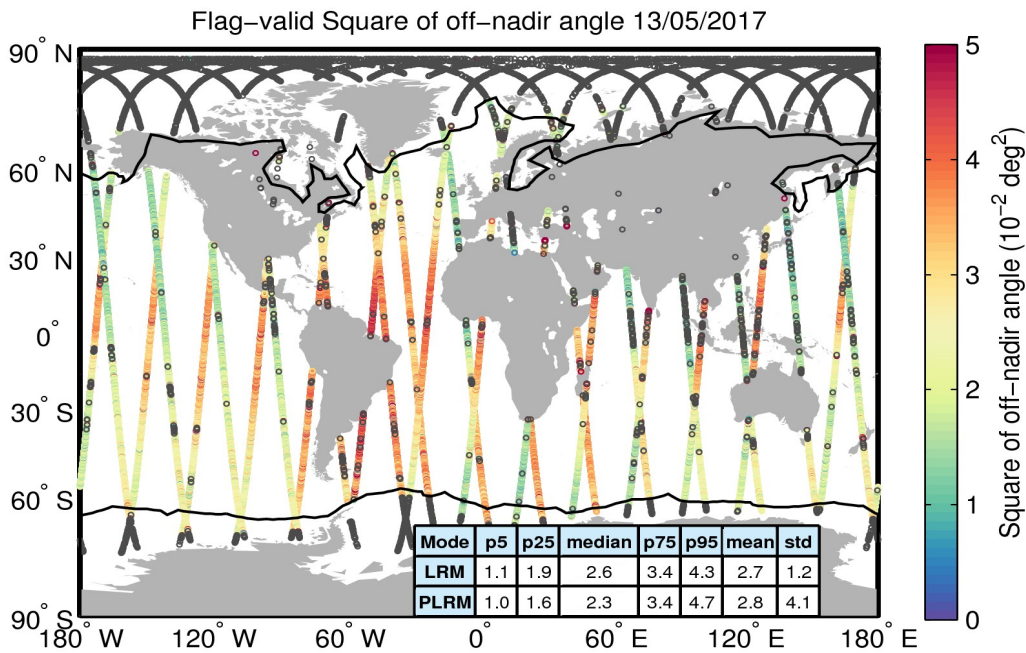 Flag-valid Square of off-nadir angle 13/05/2017
90° N
60° N
30° N
0°
30° S
60° S
90° S
180° W
120° W
60° W
0°
60° E
120° E
180° E
Mode p5 p25 median p75 p95 mean std
LRM 1.1 1.9 2.6 3.4 4.3 2.7 1.2
PLRM 1.0 1.6 2.3 3.4 4.7 2.8 4.1
5
4
3
2
1
0
Square of off-nadir angle (10⁻² deg²)